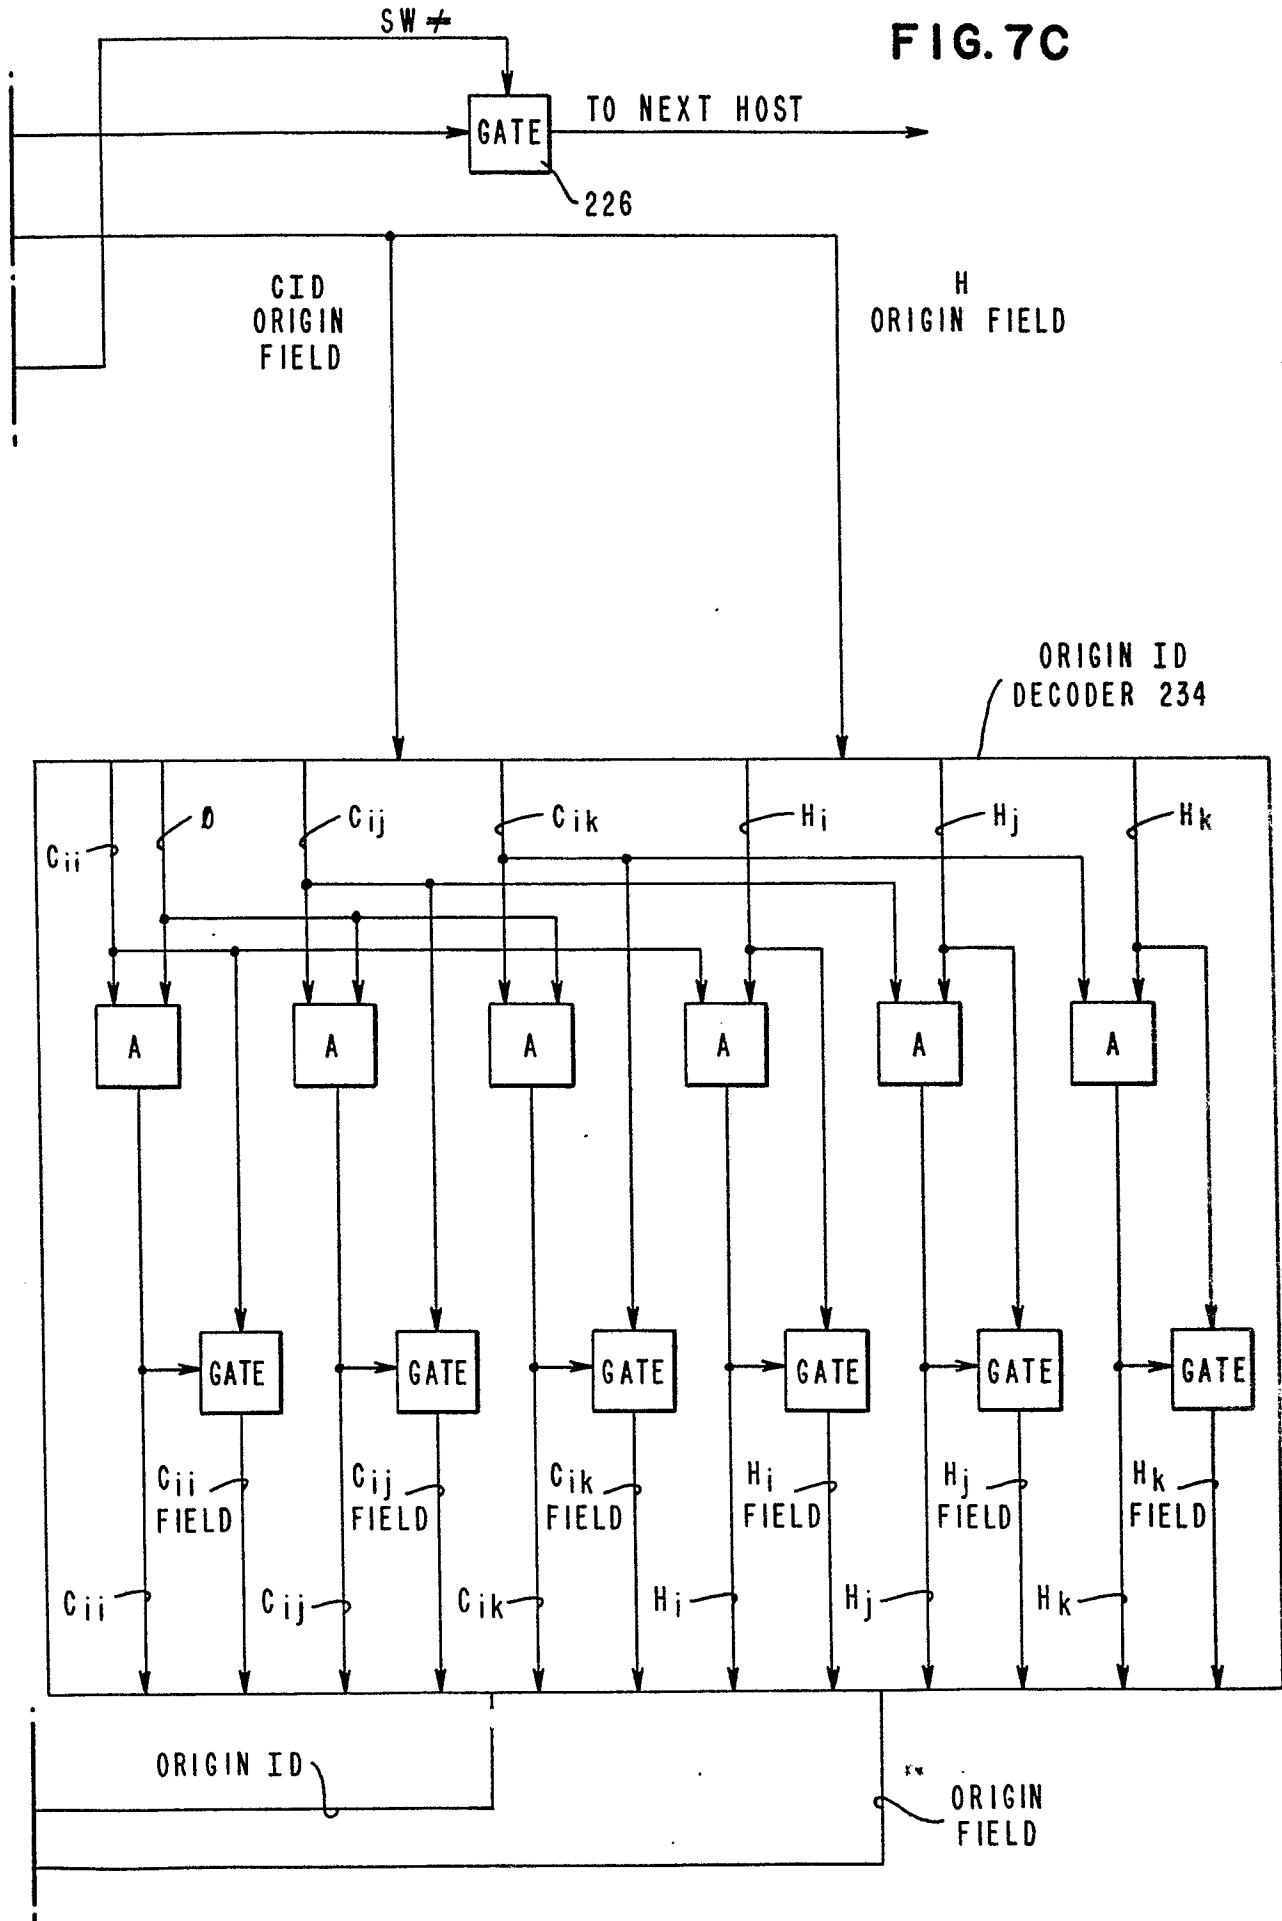 SW ≠
FIG. 7C
GATE
TO NEXT HOST
226
CID
ORIGIN
FIELD
H
ORIGIN FIELD
ORIGIN ID
DECODER 234
Cii
Ø
Cij
Cik
Hi
Hj
Hk
A
A
A
A
A
A
GATE
GATE
GATE
GATE
GATE
GATE
Cii
FIELD
Cij
FIELD
Cik
FIELD
Hi
FIELD
Hj
FIELD
Hk
FIELD
Cii
Cij
Cik
Hi
Hj
Hk
ORIGIN ID
ORIGIN
FIELD